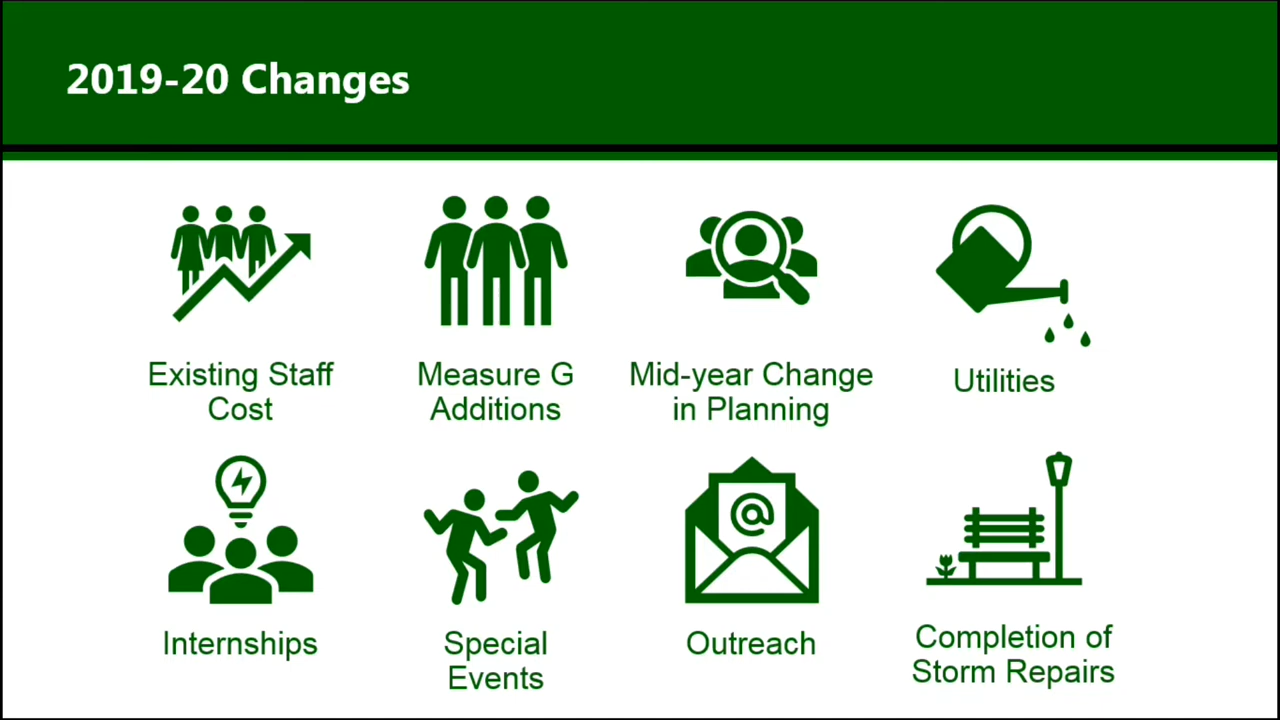 2019-20 Changes
Existing Staff
Cost
Measure G
Additions
Mid-year Change
in Planning
Utilities
Internships
Special
Events
@
Outreach
Completion of
Storm Repairs